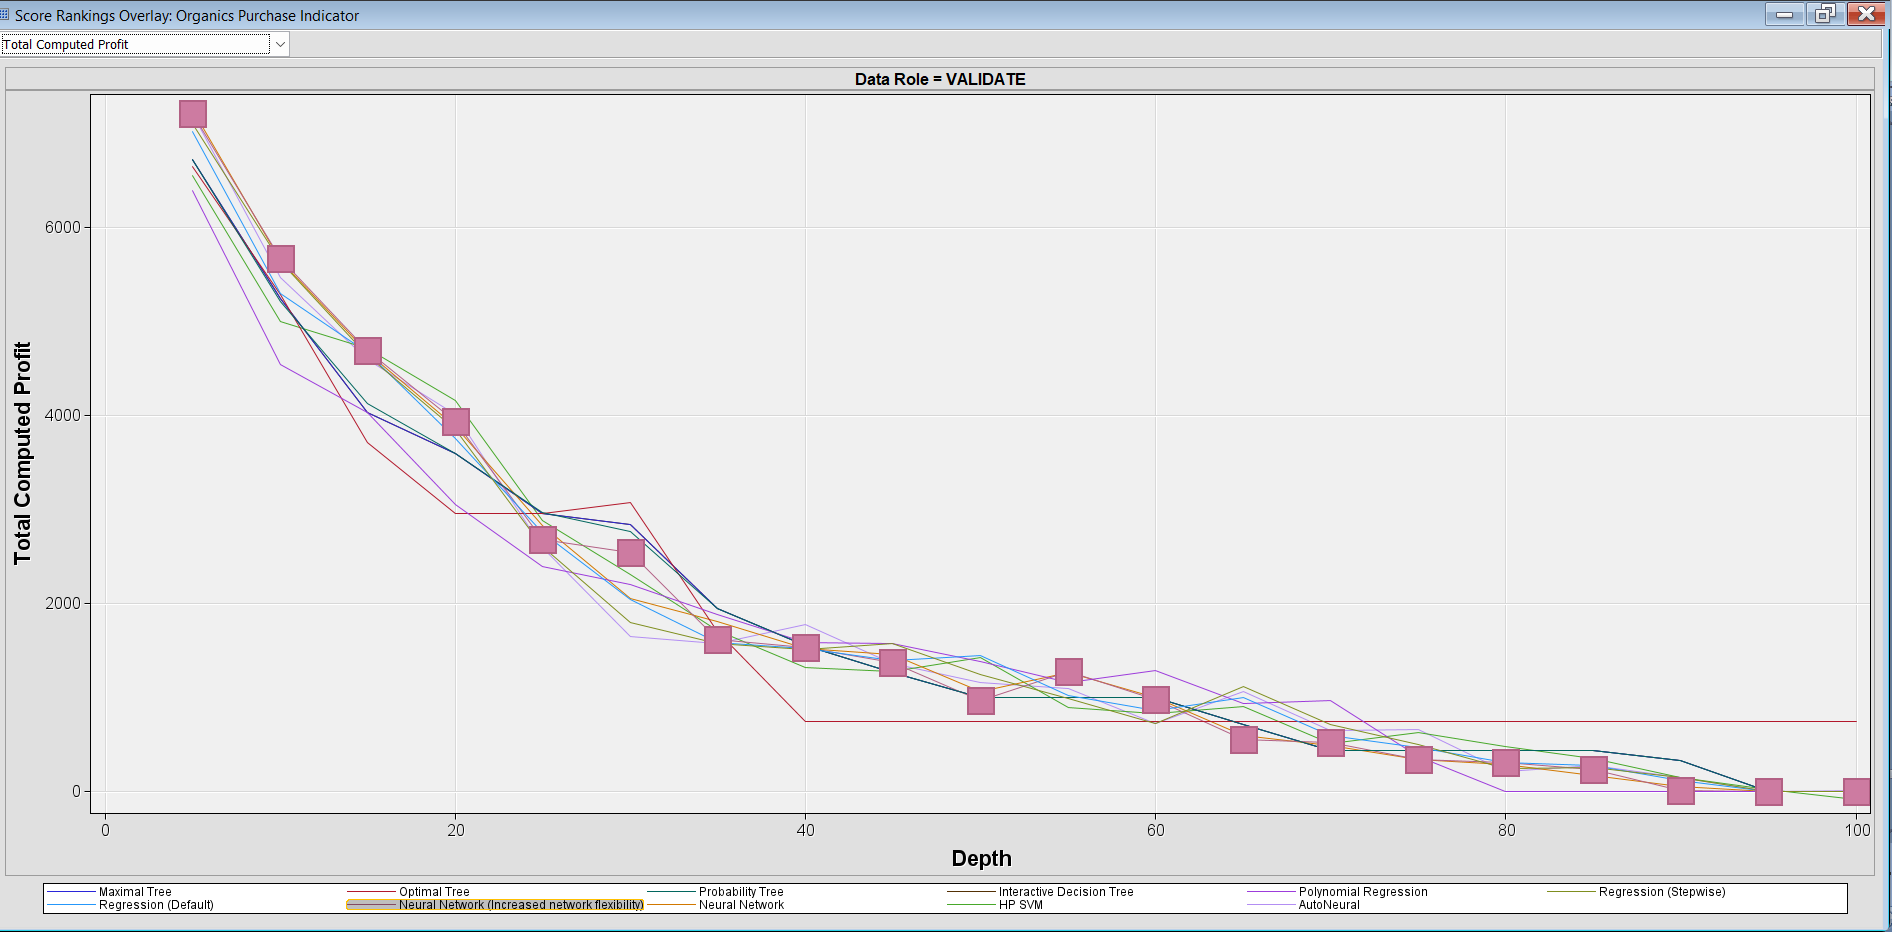 Score Rankings Overlay: Organics Purchase Indicator
Total Computed Profit
Data Role = VALIDATE
Total Computed Profit
6000
4000
2000
0
0 20 40 60 80 100
Depth
Maximal Tree Optimal Tree Probability Tree Interactive Decision Tree Polynomial Regression Regression (Stepwise)
Regression (Default) Neural Network (Increased network flexibility) Neural Network HP SVM AutoNeural